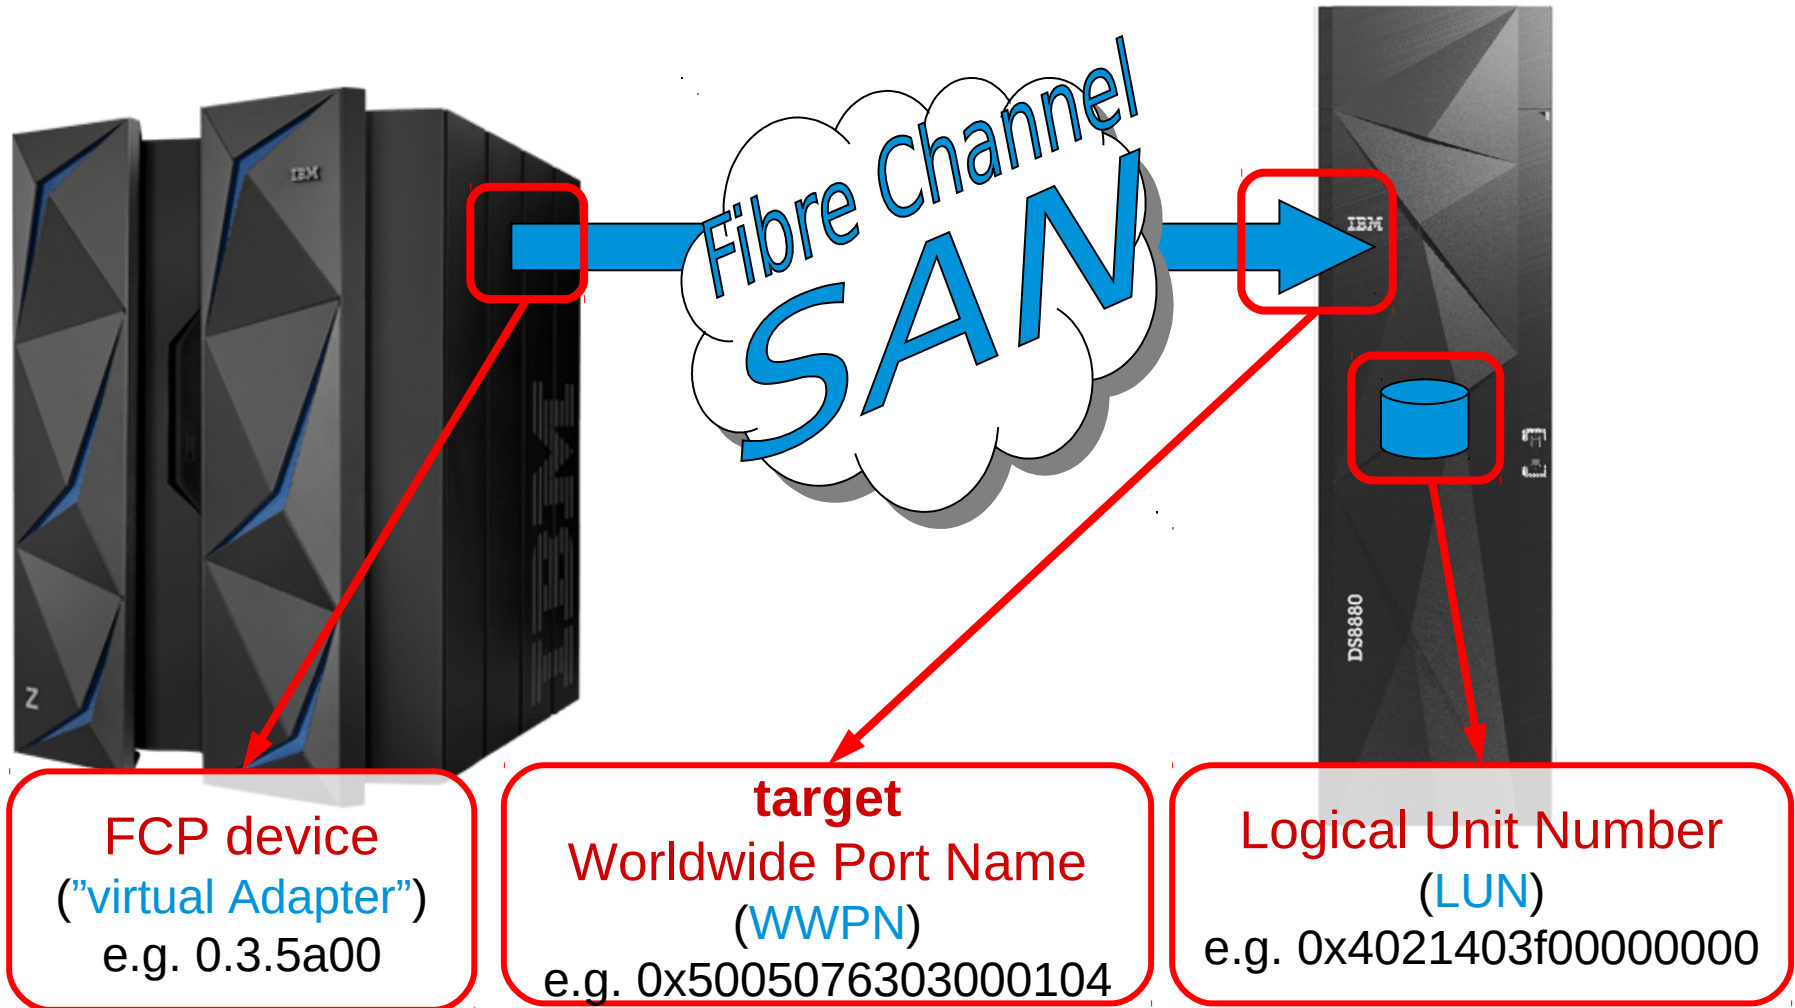 IBM
IBM
Z
Fibre Channel
SAN
IBM
DS8880
FCP device
("virtual Adapter")
e.g. 0.3.5a00
target
Worldwide Port Name
(WWPN)
e.g. 0x5005076303000104
Logical Unit Number
(LUN)
e.g. 0x4021403f00000000